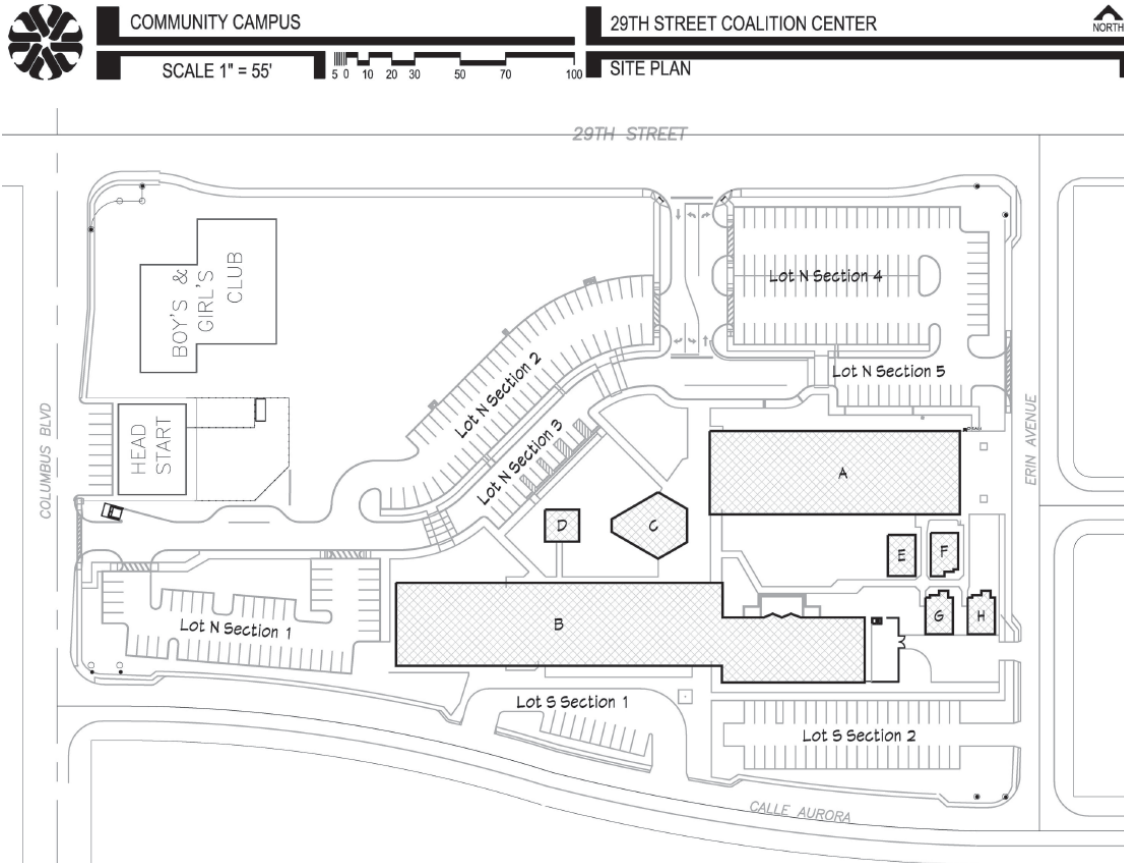 COMMUNITY CAMPUS
29TH STREET COALITION CENTER
NORTH
SCALE 1" = 55'
5 0 10 20 30 50 70 100
SITE PLAN
29TH STREET
BOY'S &
GIRL'S
CLUB
Lot N Section 4
Lot N Section 2
Lot N Section 5
HEAD
START
COLUMBUS BLVD
ERIN AVENUE
Lot N Section 3
A
D
C
E
F
G
H
B
Lot N Section 1
Lot S Section 1
Lot S Section 2
CALLE AURORA